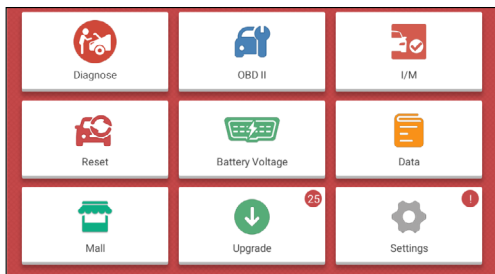 Diagnose
OBD II
I/M
Reset
Battery Voltage
Data
25
!
Mall
Upgrade
Settings